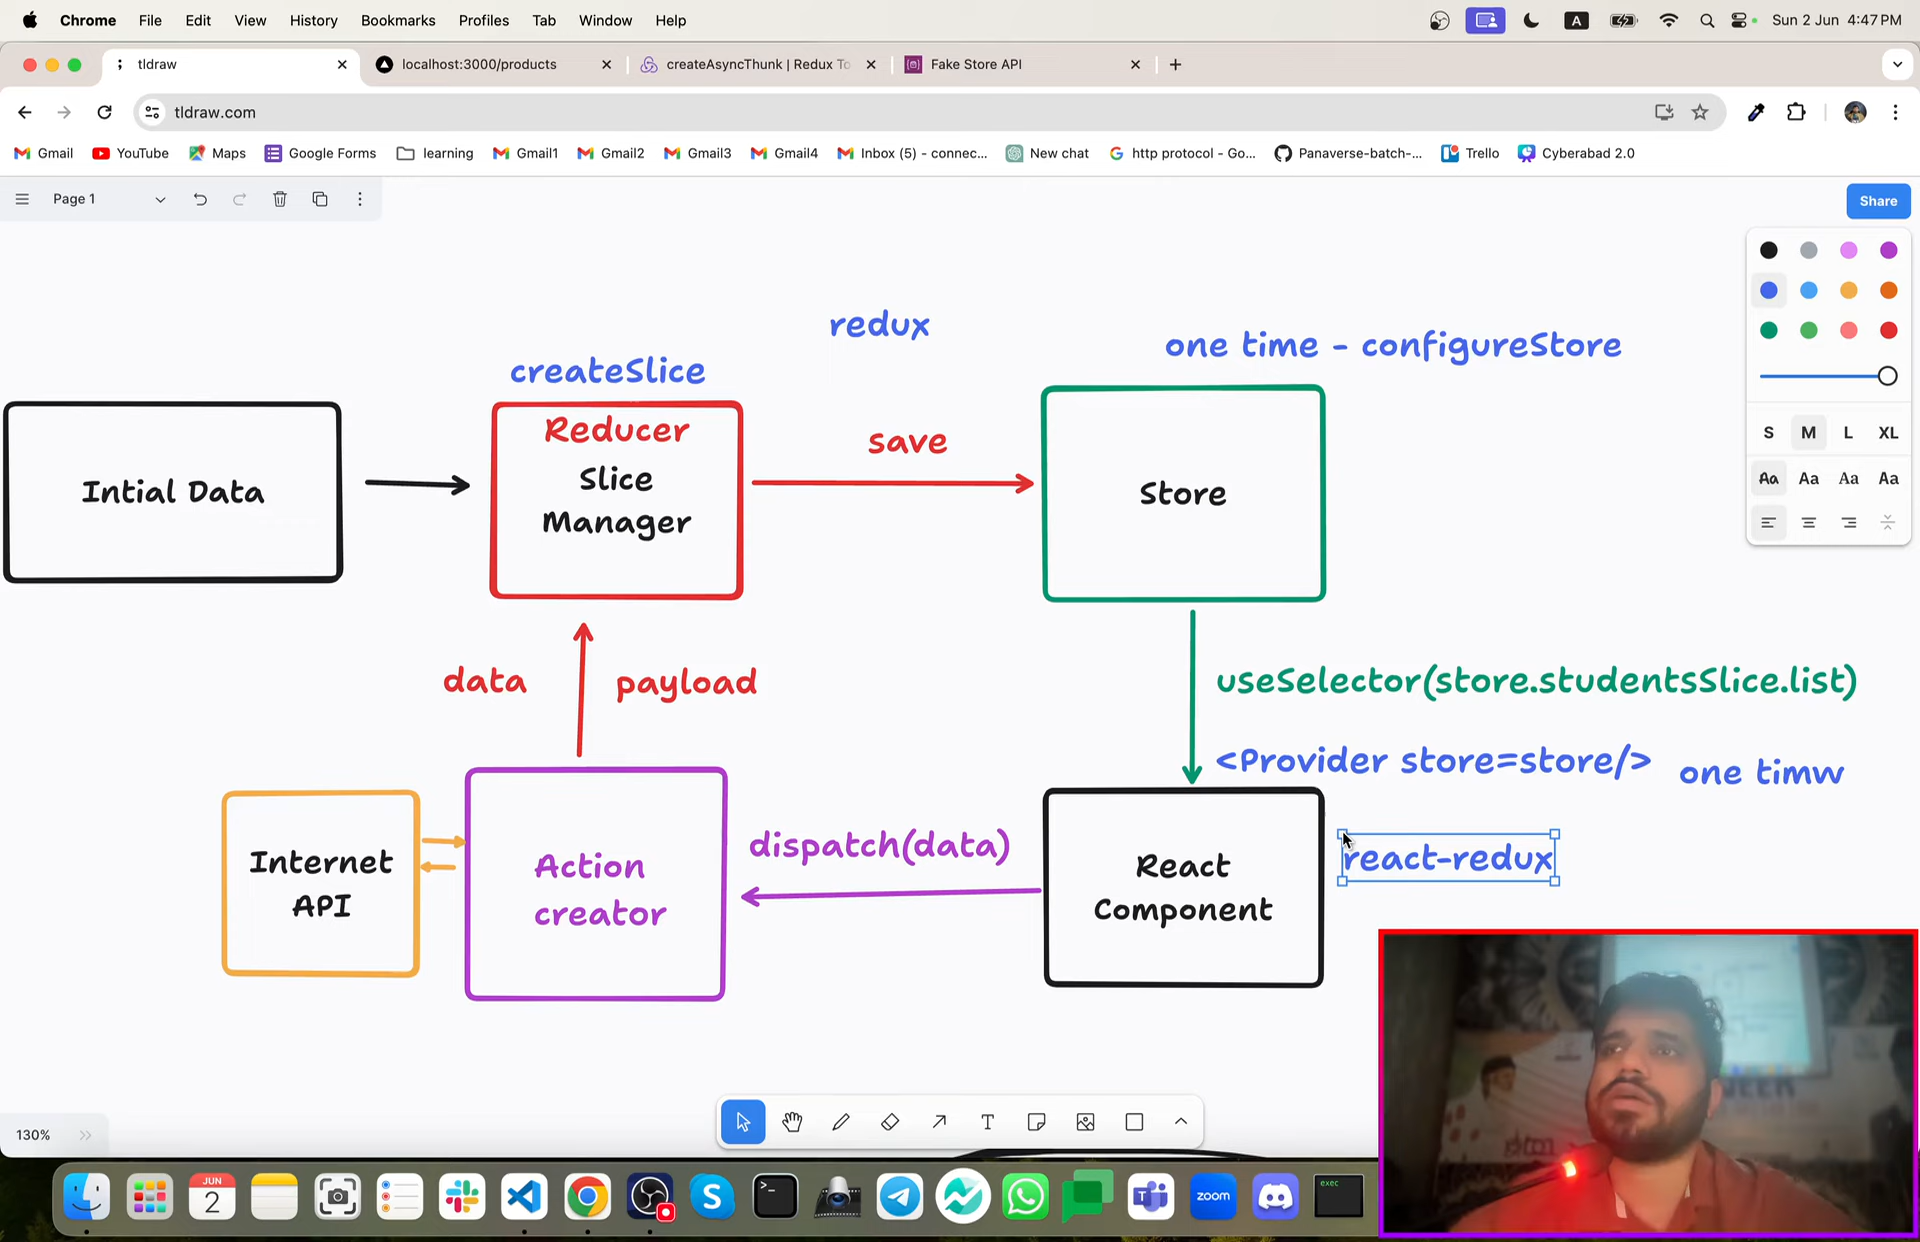 Chrome File Edit View History Bookmarks Profiles Tab Window Help
A
Sun 2 Jun 4:47 PM
tldraw
localhost:3000/products
createAsyncThunk | Redux To
Fake Store API
tldraw.com
Gmail YouTube Maps Google Forms learning Gmail1 Gmail2 Gmail3 Gmail4 Inbox (5) - connec... New chat http protocol - Go... Panaverse-batch-... Trello Cyberabad 2.0
Page 1
Share
S M L XL
Aa Aa Aa Aa
redux
one time - configureStore
createSlice
Intial Data
Reducer
Slice
Manager
save
Store
data
payload
useSelector(store.studentsSlice.list)
<Provider store=store/>
one timw
Internet
API
Action
creator
dispatch(data)
React
Component
react-redux
T
130%
JUN
2
S
zoom
exec